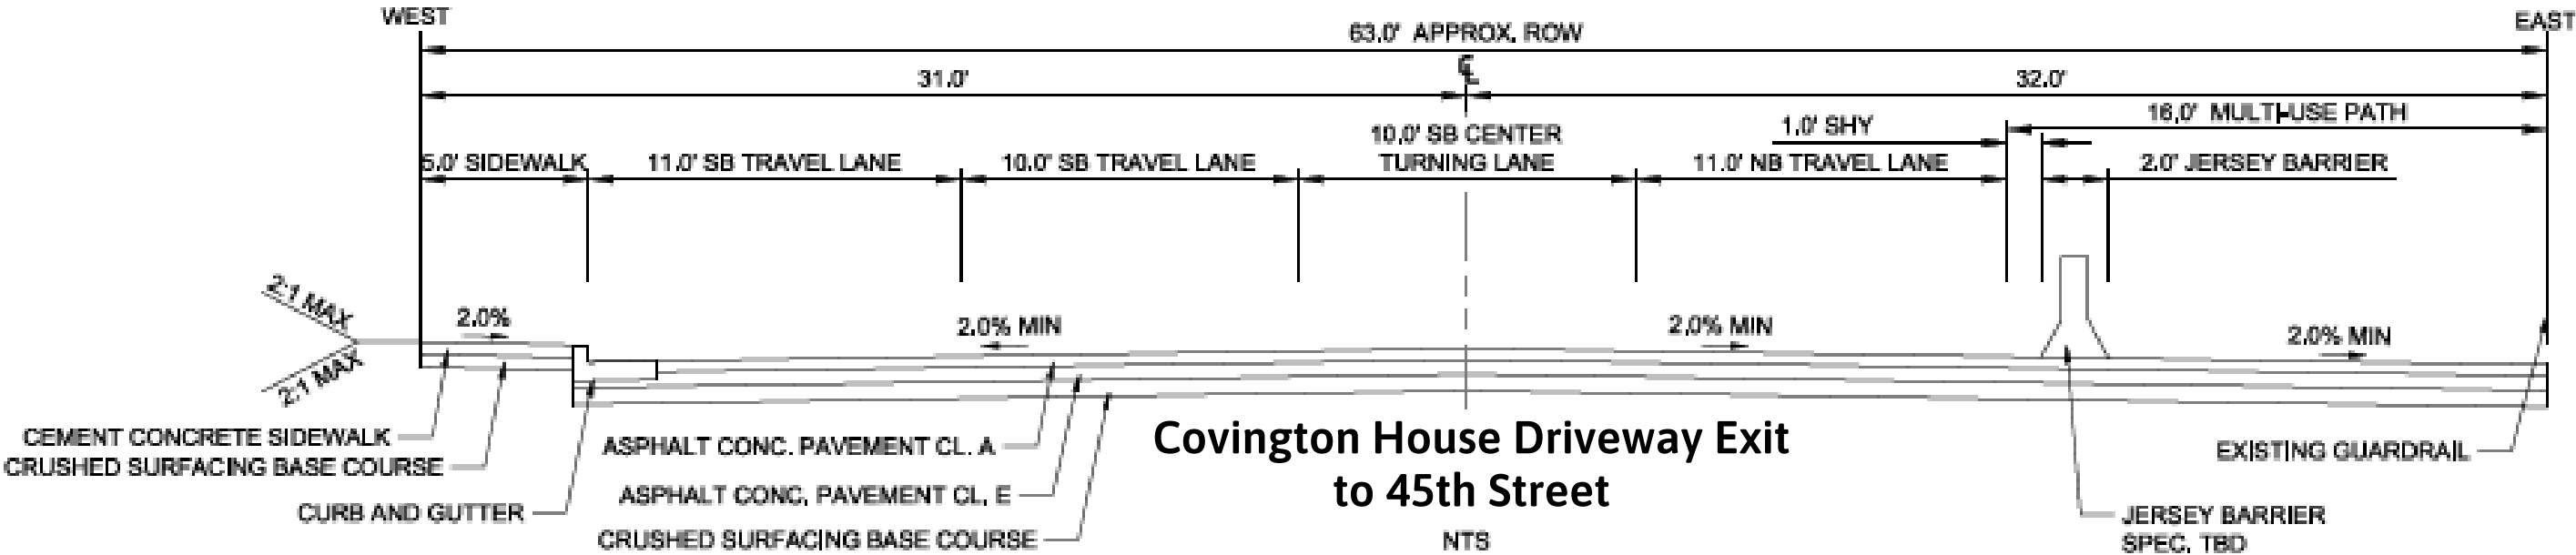 WEST
EAST
63.0' APPROX. ROW
℄
31.0'
32.0'
16.0' MULTI-USE PATH
1.0' SHY
10.0' SB CENTER
TURNING LANE
5.0' SIDEWALK
11.0' SB TRAVEL LANE
10.0' SB TRAVEL LANE
11.0' NB TRAVEL LANE
2.0' JERSEY BARRIER
2:1 MAX
2:1 MAX
2.0%
2.0% MIN
2.0% MIN
2.0% MIN
CEMENT CONCRETE SIDEWALK
CRUSHED SURFACING BASE COURSE
CURB AND GUTTER
ASPHALT CONC. PAVEMENT CL. A
ASPHALT CONC. PAVEMENT CL. E
CRUSHED SURFACING BASE COURSE
Covington House Driveway Exit
to 45th Street
NTS
EXISTING GUARDRAIL
JERSEY BARRIER
SPEC. TBD